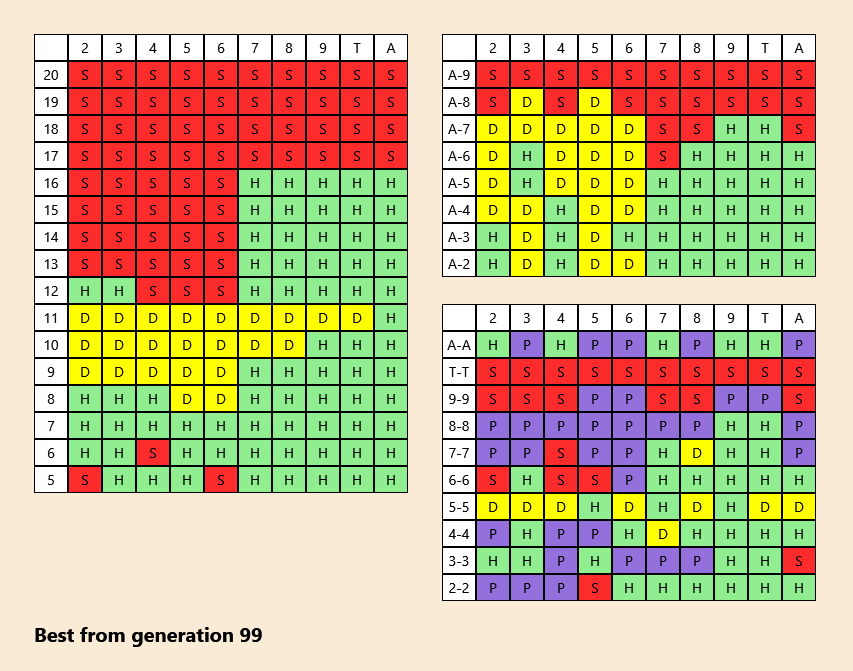 2 3 4 5 6 7 8 9 T A
20 S S S S S S S S S S
19 S S S S S S S S S S
18 S S S S S S S S S S
17 S S S S S S S S S S
16 S S S S S H H H H H
15 S S S S S H H H H H
14 S S S S S H H H H H
13 S S S S S H H H H H
12 H H S S S H H H H H
11 D D D D D D D D D H
10 D D D D D D D H H H
9 D D D D D H H H H H
8 H H H D D H H H H H
7 H H H H H H H H H H
6 H H S H H H H H H H
5 S H H H S H H H H H
2 3 4 5 6 7 8 9 T A
A-9 S S S S S S S S S S
A-8 S D S D S S S S S S
A-7 D D D D D S S H H S
A-6 D H D D D S H H H H
A-5 D H D D D H H H H H
A-4 D D H D D H H H H H
A-3 H D H D H H H H H H
A-2 H D H D D H H H H H
2 3 4 5 6 7 8 9 T A
A-A H P H P P H P H H P
T-T S S S S S S S S S S
9-9 S S S P P S S P P S
8-8 P P P P P P P H H P
7-7 P P S P P H D H H P
6-6 S H S S P H H H H H
5-5 D D D H D H D H D D
4-4 P H P P H D H H H H
3-3 H H P H P P P H H S
2-2 P P P S H H H H H H
Best from generation 99